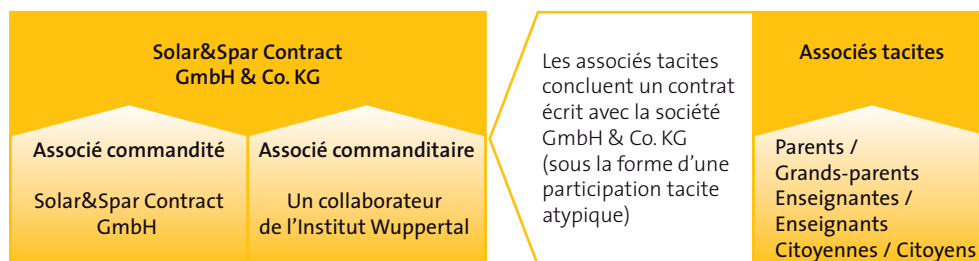 Solar&Spar Contract
GmbH & Co. KG
Associé commandité
Solar&Spar Contract
GmbH
Associé commanditaire
Un collaborateur
de l'Institut Wuppertal
Les associés tacites
concluent un contrat
écrit avec la société
GmbH & Co. KG
(sous la forme d'une
participation tacite
atypique)
Associés tacites
Parents /
Grands-parents
Enseignantes /
Enseignants
Citoyennes / Citoyens